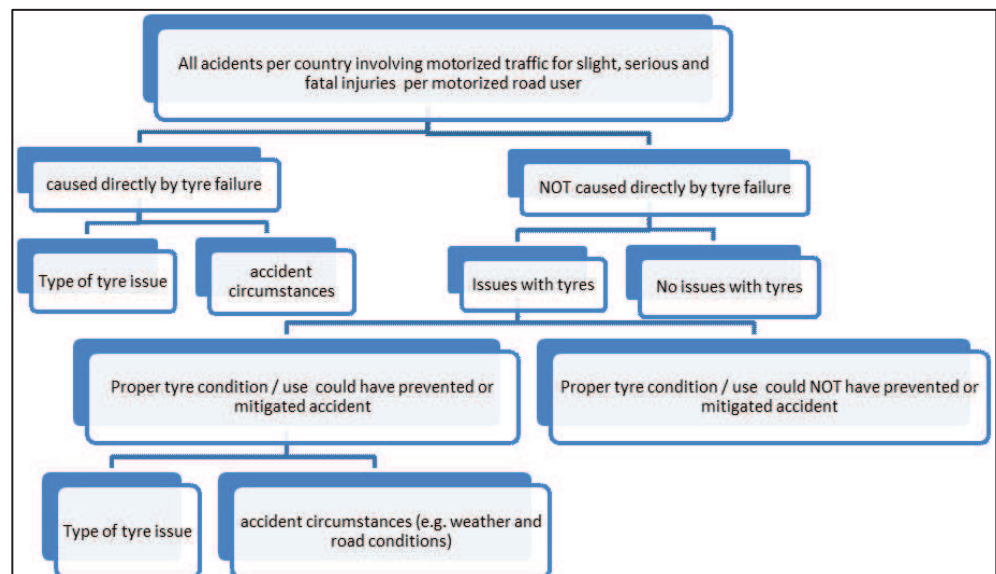 All acidents per country involving motorized traffic for slight, serious and
fatal injuries per motorized road user
caused directly by tyre failure
NOT caused directly by tyre failure
Type of tyre issue
accident
circumstances
Issues with tyres
No issues with tyres
Proper tyre condition / use could have prevented or
mitigated accident
Proper tyre condition / use could NOT have prevented or
mitigated accident
Type of tyre issue
accident circumstances (e.g. weather and
road conditions)